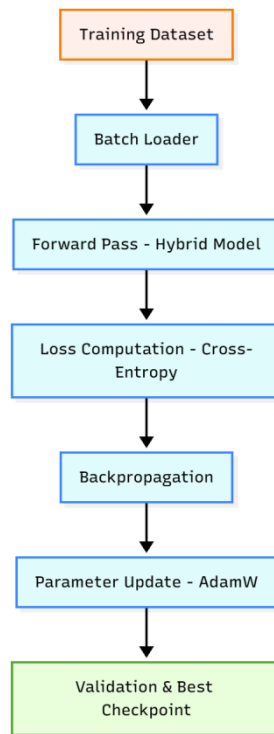 Training Dataset
Batch Loader
Forward Pass - Hybrid Model
Loss Computation - Cross-
Entropy
Backpropagation
Parameter Update - AdamW
Validation & Best
Checkpoint